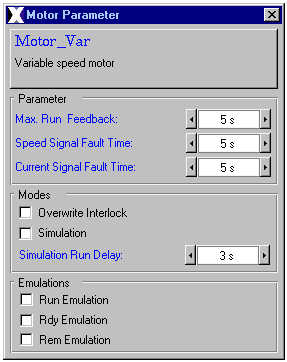 Motor Parameter
Motor_Var
Variable speed motor
Parameter
Max. Run Feedback: 5 s
Speed Signal Fault Time: 5 s
Current Signal Fault Time: 5 s
Modes
Overwrite Interlock
Simulation
Simulation Run Delay: 3 s
Emulations
Run Emulation
Rdy Emulation
Rem Emulation